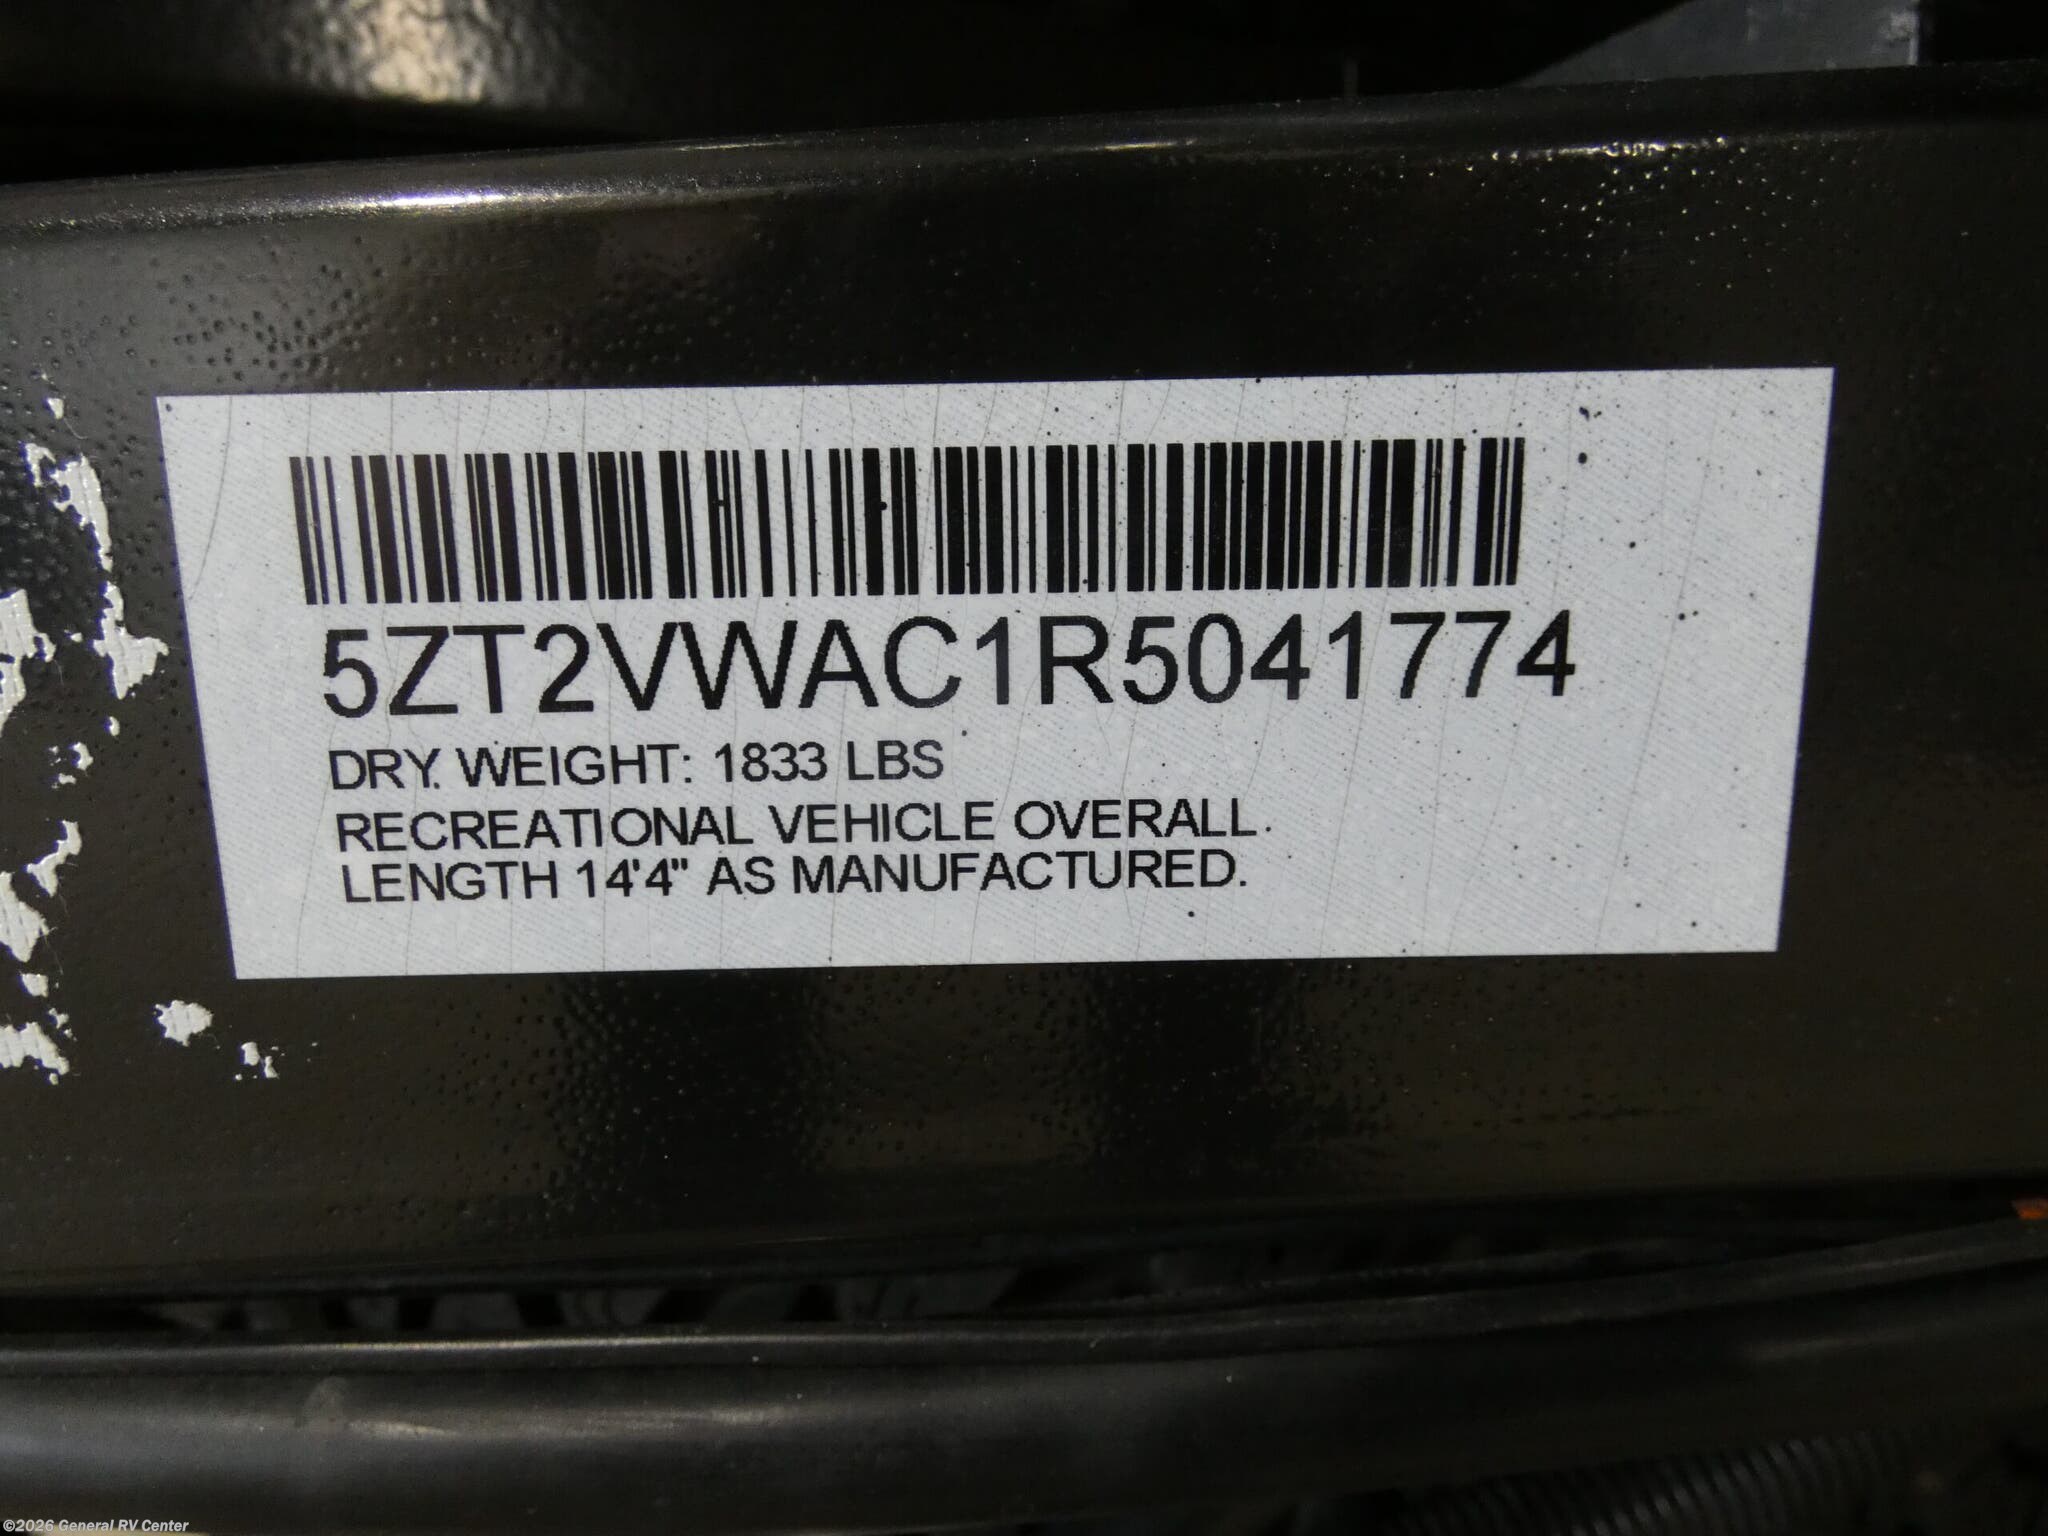 5ZT2VWAC1R5041774
DRY. WEIGHT: 1833 LBS
RECREATIONAL VEHICLE OVERALL.
LENGTH 14'4" AS MANUFACTURED.
©2026 General RV Center